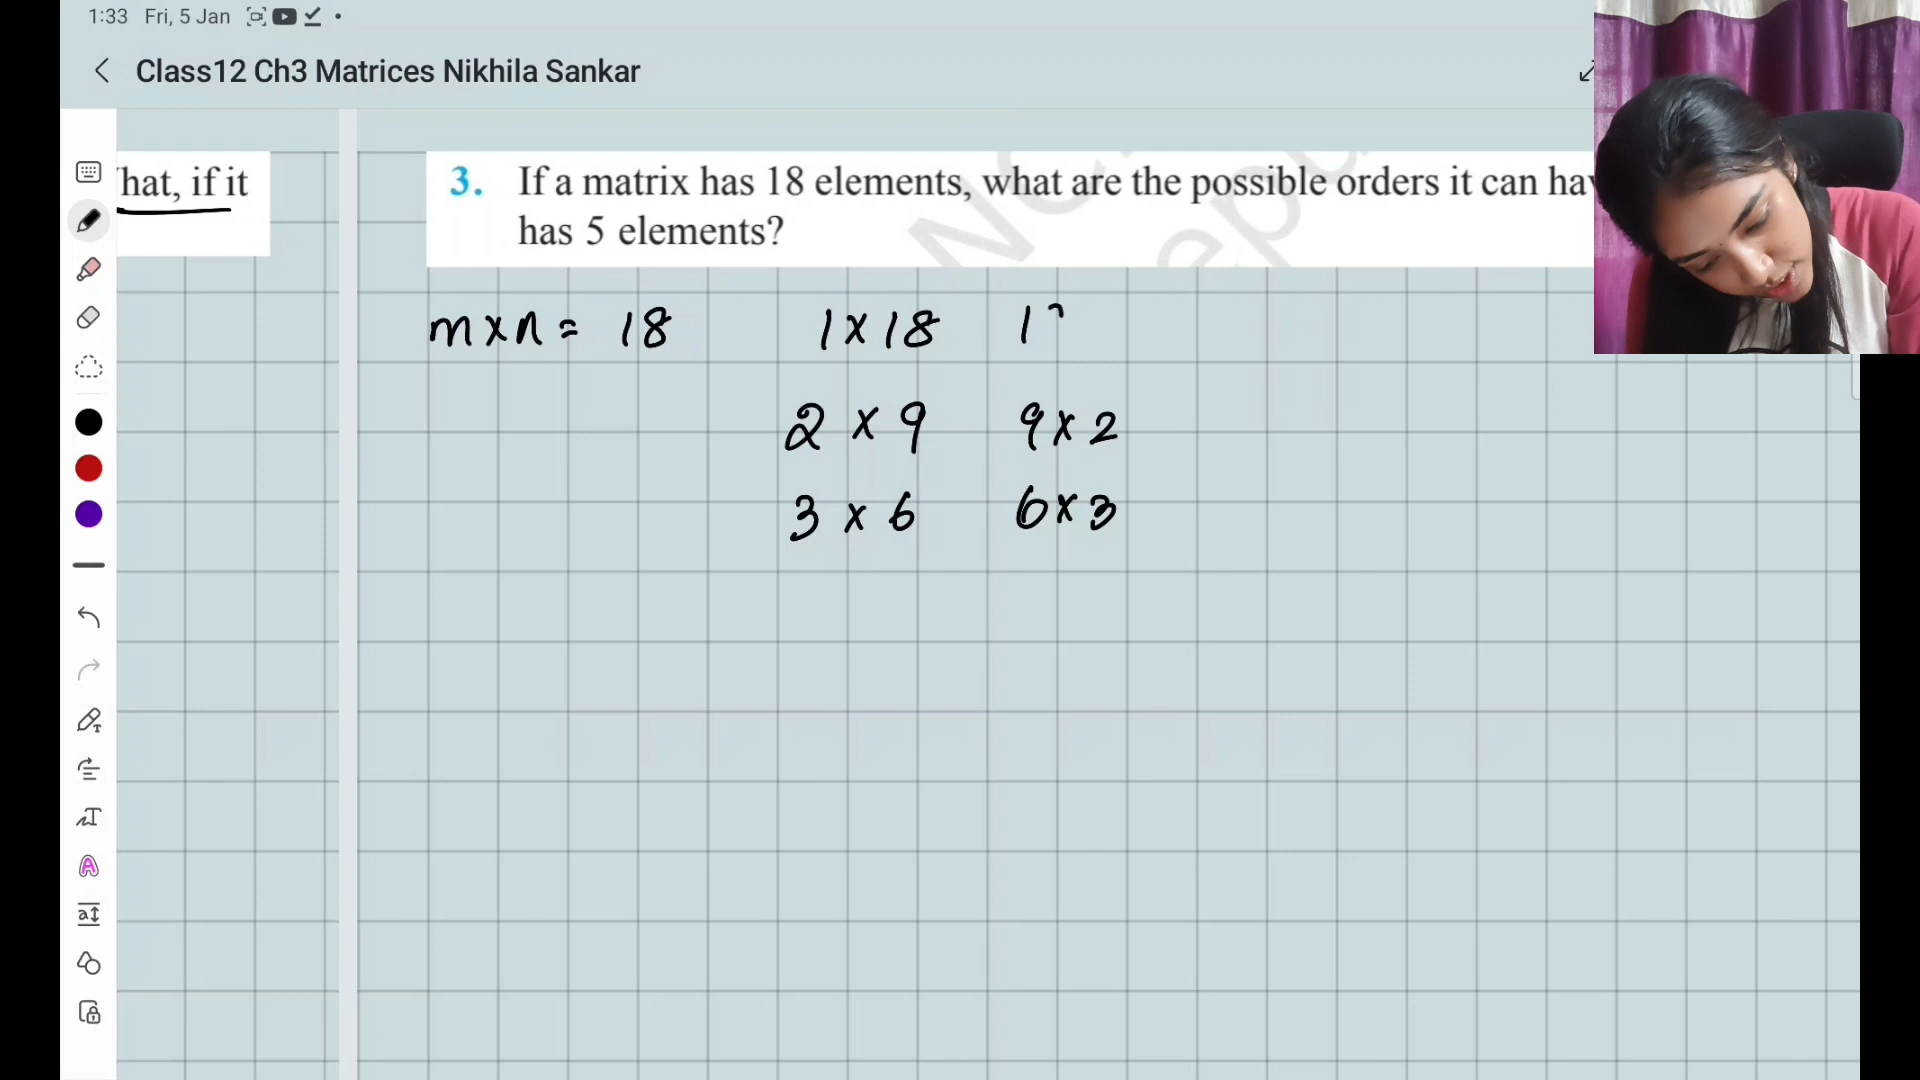 1:33 Fri, 5 Jan
Class12 Ch3 Matrices Nikhila Sankar
hat, if it
3. If a matrix has 18 elements, what are the possible orders it can hav
has 5 elements?
m x n = 18 1 x 18 1
2 x 9 9 x 2
3 x 6 6 x 3